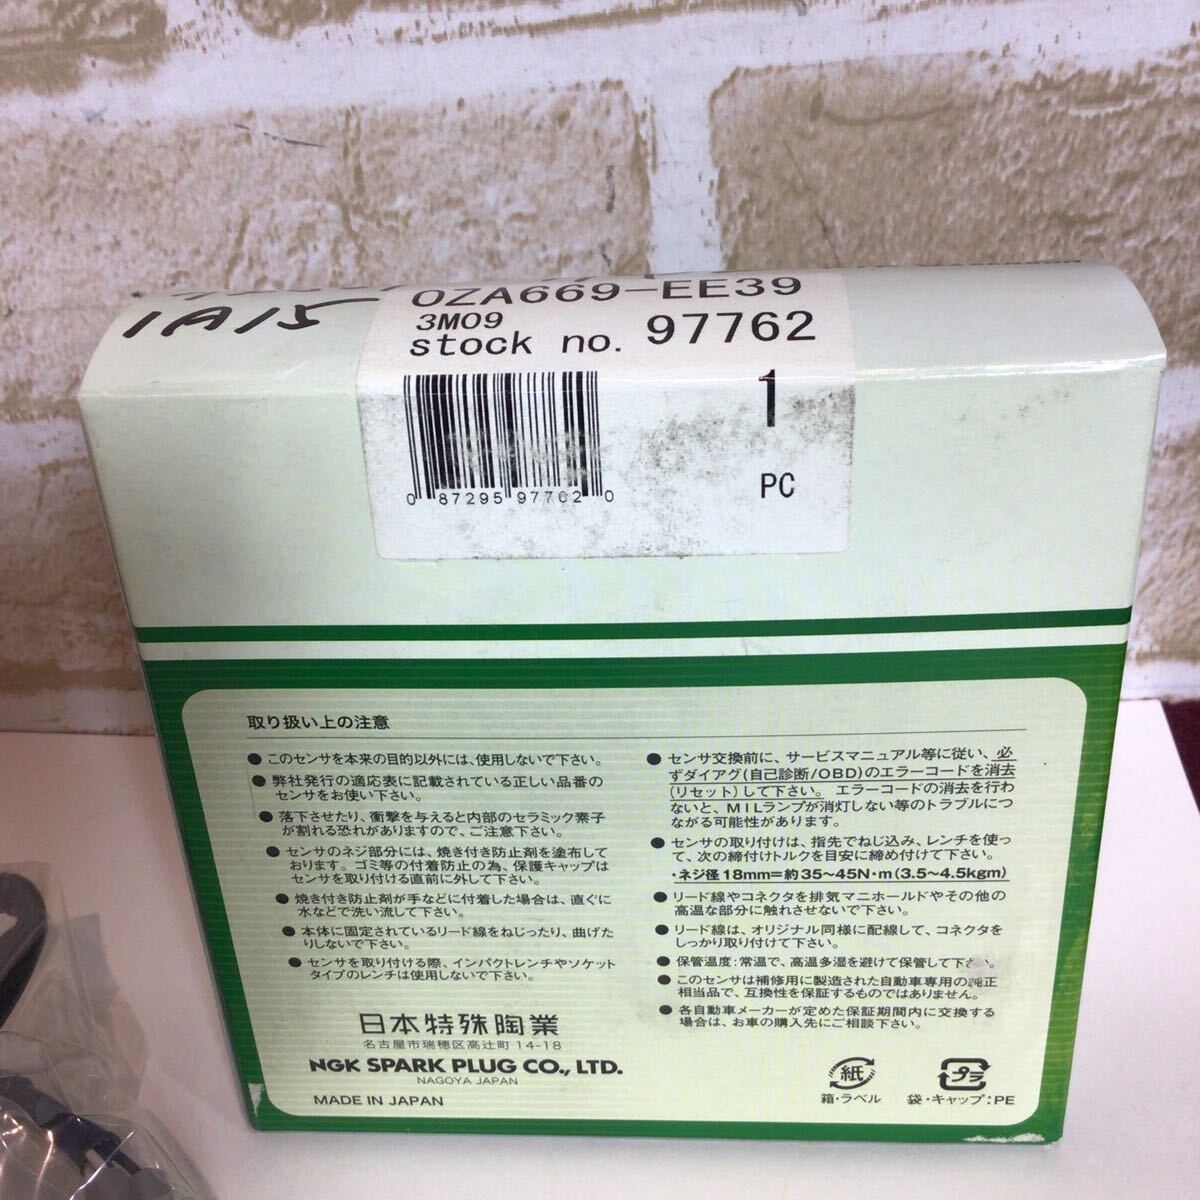 1A15
OZA669-EE39
3M09
stock no. 97762
1
PC
0 87295 97762 0
取り扱い上の注意
●このセンサを本来の目的以外には、使用しないで下さい。
●弊社発行の適応表に記載されている正しい品番の
センサをお使い下さい。
●落下させたり、衝撃を与えると内部のセラミック素子
が割れる恐れがありますので、ご注意下さい。
●センサのネジ部分には、焼き付き防止剤を塗布して
おります。ゴミ等の付着防止の為、保護キャップは
センサを取り付ける直前に外して下さい。
●焼き付き防止剤が手などに付着した場合は、直ぐに
水などで洗い流して下さい。
●本体に固定されているリード線をねじったり、曲げた
りしないで下さい。
●センサを取り付ける際、インパクトレンチやソケット
タイプのレンチは使用しないで下さい。
●センサ交換前に、サービスマニュアル等に従い、必
ずダイアグ(自己診断/OBD)のエラーコードを消去
(リセット)して下さい。エラーコードの消去を行わ
ないと、MILランプが消灯しない等のトラブルにつ
ながる可能性があります。
●センサの取り付けは、指先でねじ込み、レンチを使っ
て、次の締付けトルクを目安に締め付けて下さい。
・ネジ径18mm=約35〜45N・m(3.5〜4.5kgm)
●リード線やコネクタを排気マニホールドやその他の
高温な部分に触れさせないで下さい。
●リード線は、オリジナル同様に配線して、コネクタを
しっかり取り付けて下さい。
●保管温度:常温で、高温多湿を避けて保管して下さい。
●このセンサは補修用に製造された自動車専用の純正
相当品で、互換性を保証するものではありません。
●各自動車メーカーが定めた保証期間内に交換する
場合は、お車の購入先にご相談下さい。
日本特殊陶業
名古屋市瑞穂区高辻町14-18
NGK SPARK PLUG CO., LTD.
NAGOYA JAPAN
MADE IN JAPAN
紙
箱・ラベル
プラ
袋・キャップ:PE